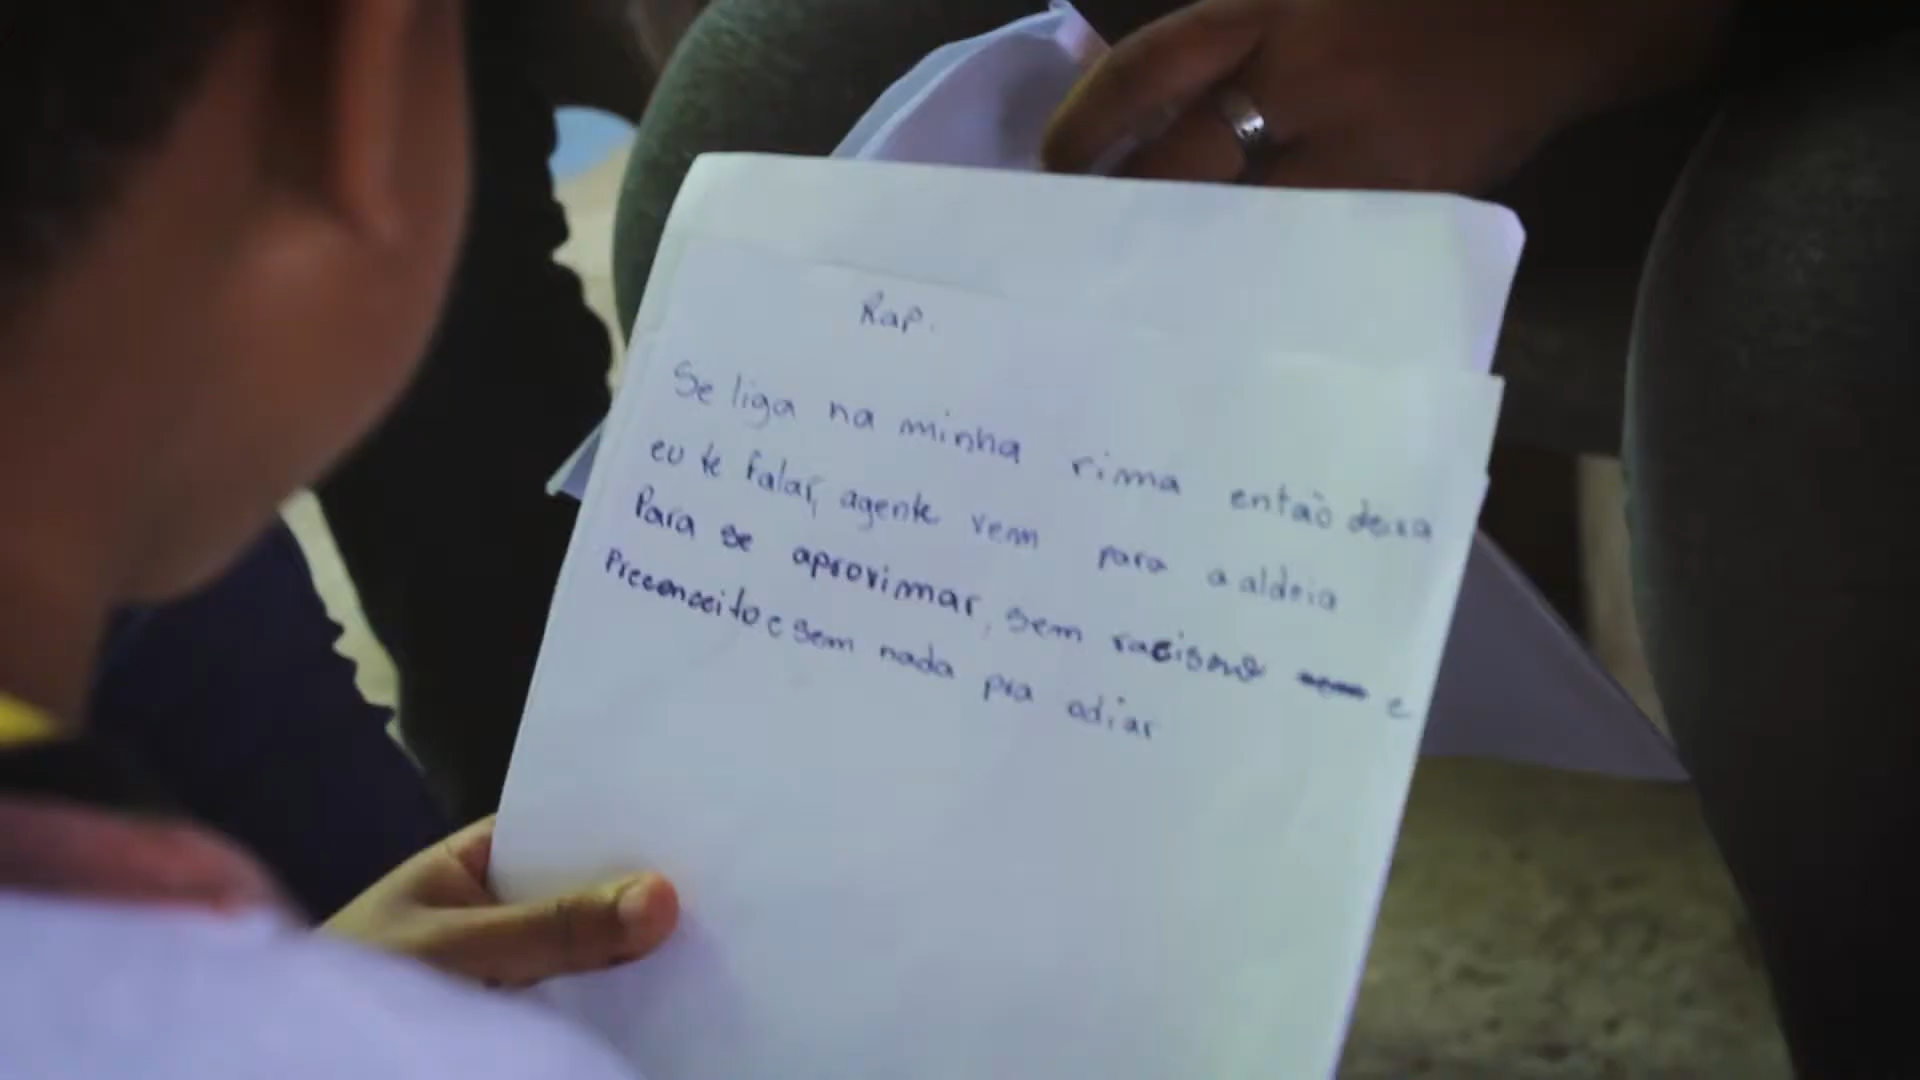 Rap.
Se liga na minha rima então deixa
eu te falar, agente vem para a aldeia
Para se aproximar, sem racismo e
Preconceito e sem nada pra adiar